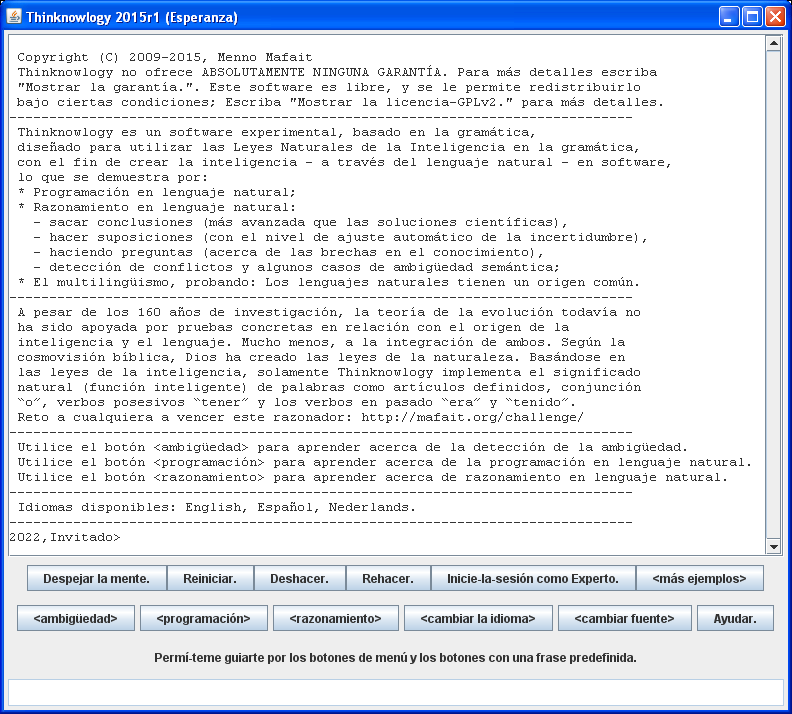 Thinknowlogy 2015r1 (Esperanza)
Copyright (C) 2009-2015, Menno Mafait
Thinknowlogy no ofrece ABSOLUTAMENTE NINGUNA GARANTÍA. Para más detalles escriba
"Mostrar la garantía.". Este software es libre, y se le permite redistribuirlo
bajo ciertas condiciones; Escriba "Mostrar la licencia-GPLv2." para más detalles.
-------------------------------------------------------------------------------
Thinknowlogy es un software experimental, basado en la gramática,
diseñado para utilizar las Leyes Naturales de la Inteligencia en la gramática,
con el fin de crear la inteligencia - a través del lenguaje natural - en software,
lo que se demuestra por:
* Programación en lenguaje natural;
* Razonamiento en lenguaje natural:
- sacar conclusiones (más avanzada que las soluciones científicas),
- hacer suposiciones (con el nivel de ajuste automático de la incertidumbre),
- haciendo preguntas (acerca de las brechas en el conocimiento),
- detección de conflictos y algunos casos de ambigüedad semántica;
* El multilingüismo, probando: Los lenguajes naturales tienen un origen común.
-------------------------------------------------------------------------------
A pesar de los 160 años de investigación, la teoría de la evolución todavía no
ha sido apoyada por pruebas concretas en relación con el origen de la
inteligencia y el lenguaje. Mucho menos, a la integración de ambos. Según la
cosmovisión bíblica, Dios ha creado las leyes de la naturaleza. Basándose en
las leyes de la inteligencia, solamente Thinknowlogy implementa el significado
natural (función inteligente) de palabras como artículos definidos, conjunción
“o”, verbos posesivos “tener” y los verbos en pasado “era” y “tenido”.
Reto a cualquiera a vencer este razonador: http://mafait.org/challenge/
-------------------------------------------------------------------------------
Utilice el botón <ambigüedad> para aprender acerca de la detección de la ambigüedad.
Utilice el botón <programación> para aprender acerca de la programación en lenguaje natural.
Utilice el botón <razonamiento> para aprender acerca de razonamiento en lenguaje natural.
-------------------------------------------------------------------------------
Idiomas disponibles: English, Español, Nederlands.
-------------------------------------------------------------------------------
2022,Invitado>
Despejar la mente. Reiniciar. Deshacer. Rehacer. Inicie-la-sesión como Experto. <más ejemplos>
<ambigüedad> <programación> <razonamiento> <cambiar la idioma> <cambiar fuente> Ayudar.
Permí-teme guiarte por los botones de menú y los botones con una frase predefinida.